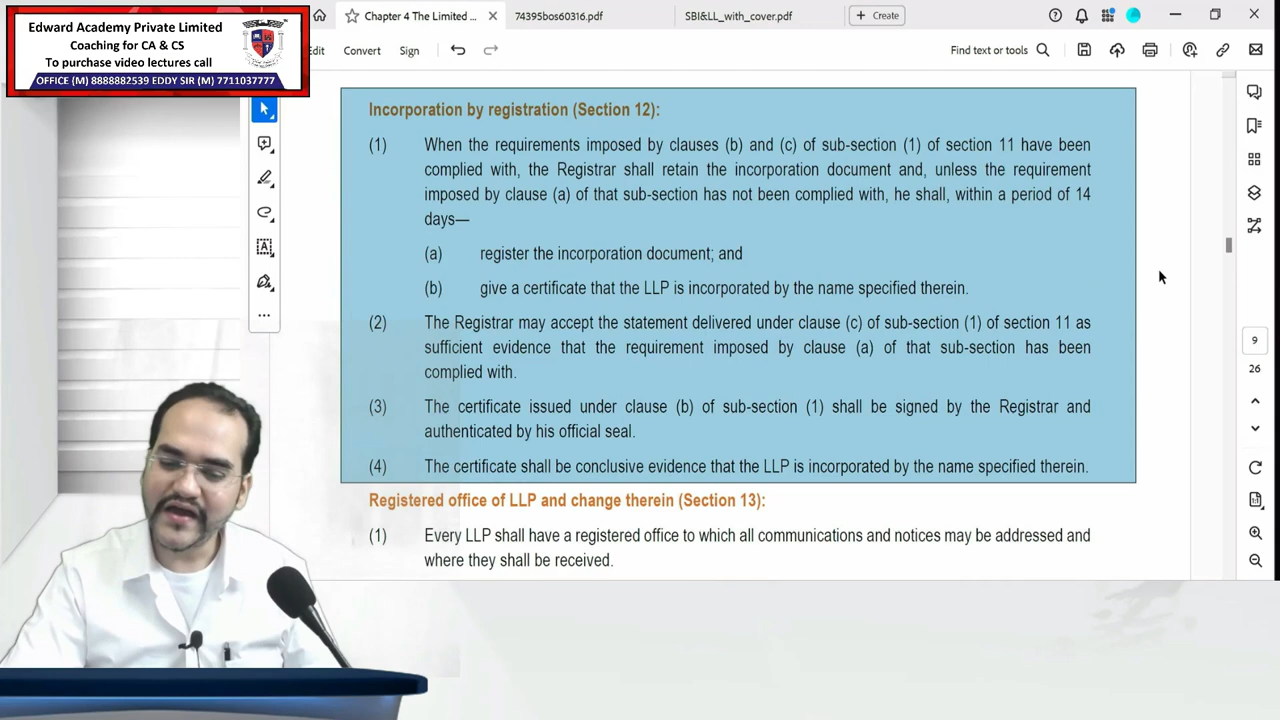 Edward Academy Private Limited
Coaching for CA & CS
To purchase video lectures call
OFFICE (M) 8888882539 EDDY SIR (M) 7711037777
Chapter 4 The Limited ...
74395bos60316.pdf
SBI&LL_with_cover.pdf
Create
Edit
Convert
Sign
Find text or tools
Incorporation by registration (Section 12):
(1) When the requirements imposed by clauses (b) and (c) of sub-section (1) of section 11 have been
complied with, the Registrar shall retain the incorporation document and, unless the requirement
imposed by clause (a) of that sub-section has not been complied with, he shall, within a period of 14
days—
(a) register the incorporation document; and
(b) give a certificate that the LLP is incorporated by the name specified therein.
(2) The Registrar may accept the statement delivered under clause (c) of sub-section (1) of section 11 as
sufficient evidence that the requirement imposed by clause (a) of that sub-section has been
complied with.
(3) The certificate issued under clause (b) of sub-section (1) shall be signed by the Registrar and
authenticated by his official seal.
(4) The certificate shall be conclusive evidence that the LLP is incorporated by the name specified therein.
Registered office of LLP and change therein (Section 13):
(1) Every LLP shall have a registered office to which all communications and notices may be addressed and
where they shall be received.
9
26